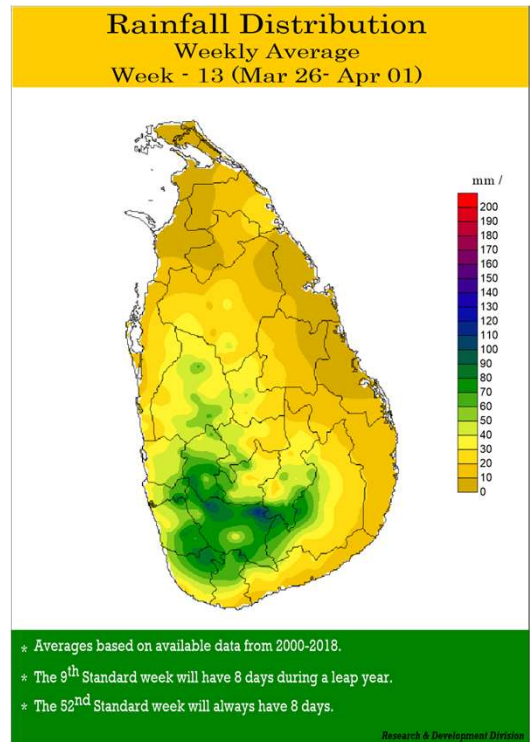 Rainfall Distribution
Weekly Average
Week - 13 (Mar 26- Apr 01)
mm /
200
190
180
170
160
150
140
130
120
110
100
90
80
70
60
50
40
30
20
10
0
* Averages based on available data from 2000-2018.
* The 9th Standard week will have 8 days during a leap year.
* The 52nd Standard week will always have 8 days.
Research & Development Division